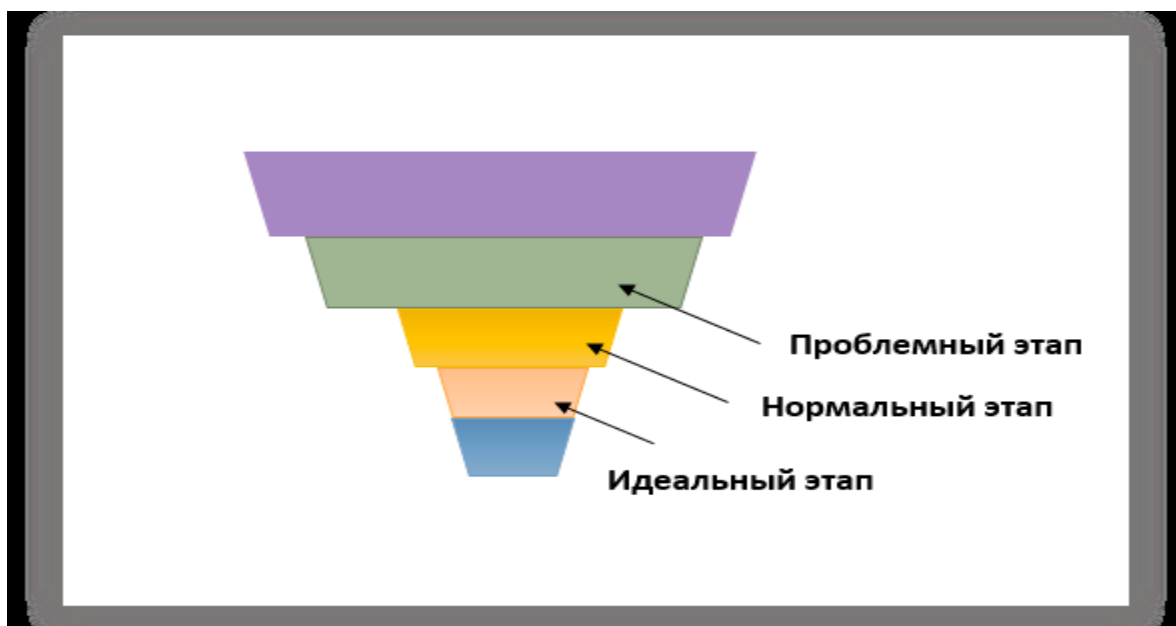 Проблемный этап
Нормальный этап
Идеальный этап